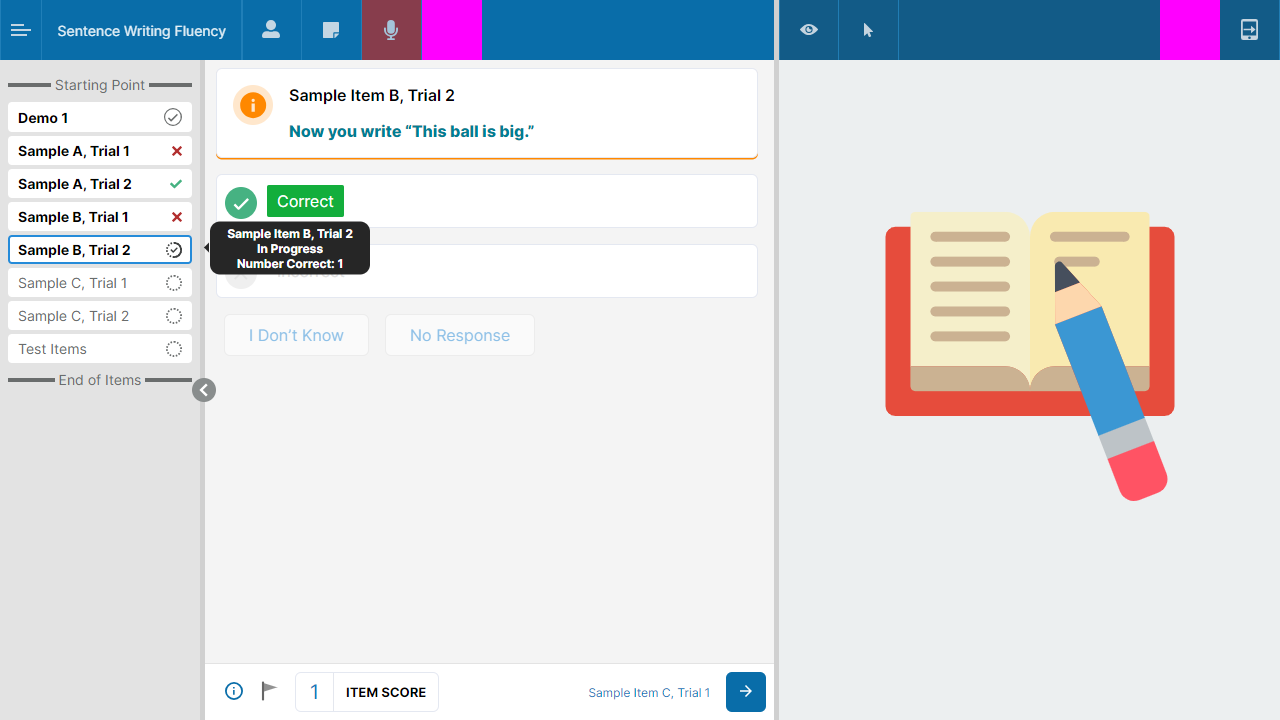 Sentence Writing Fluency
Starting Point
Demo 1
Sample A, Trial 1
Sample A, Trial 2
Sample B, Trial 1
Sample B, Trial 2
Sample C, Trial 1
Sample C, Trial 2
Test Items
End of Items
Sample Item B, Trial 2
Now you write “This ball is big.”
Correct
Sample Item B, Trial 2
In Progress
Number Correct: 1
Incorrect
I Don’t Know
No Response
1
ITEM SCORE
Sample Item C, Trial 1